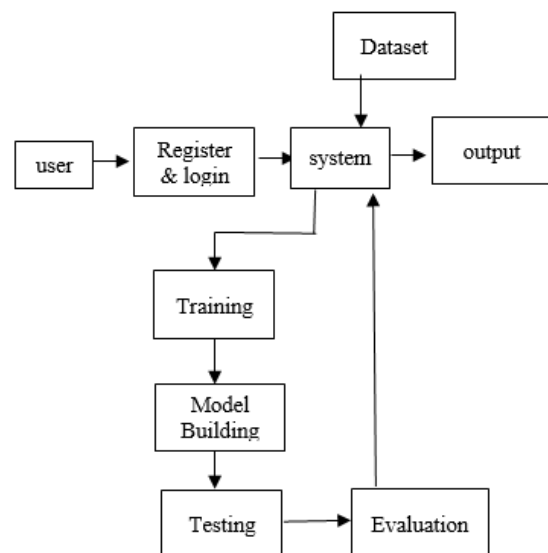 Dataset
user
Register
& login
system
output
Training
Model
Building
Testing
Evaluation